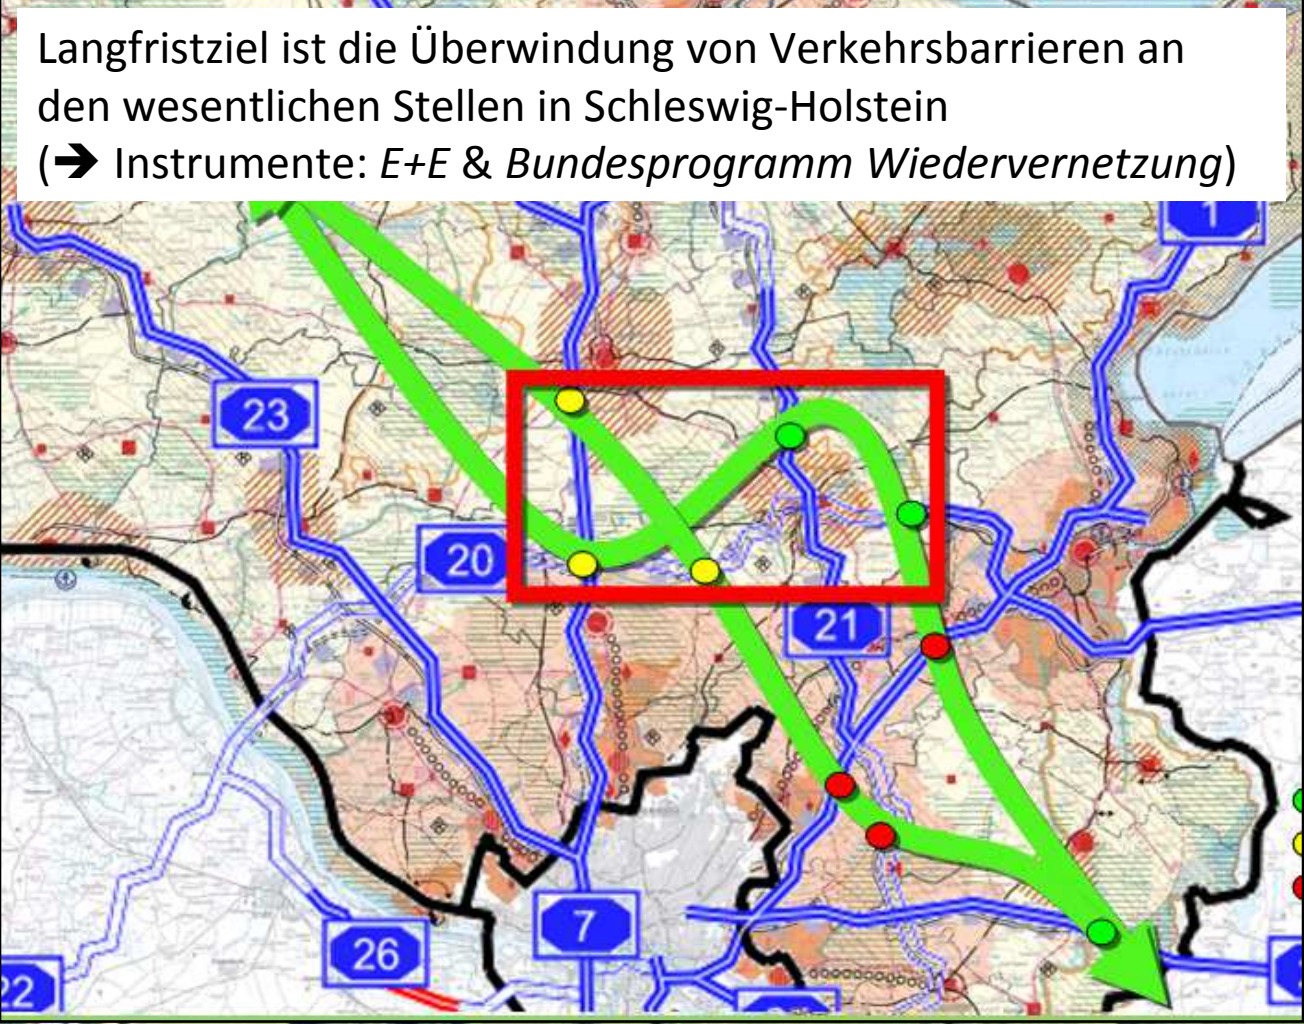 Langfristziel ist die Überwindung von Verkehrsbarrieren an
den wesentlichen Stellen in Schleswig-Holstein
(➔ Instrumente: E+E & Bundesprogramm Wiedervernetzung)
1
23
20
21
7
26
22